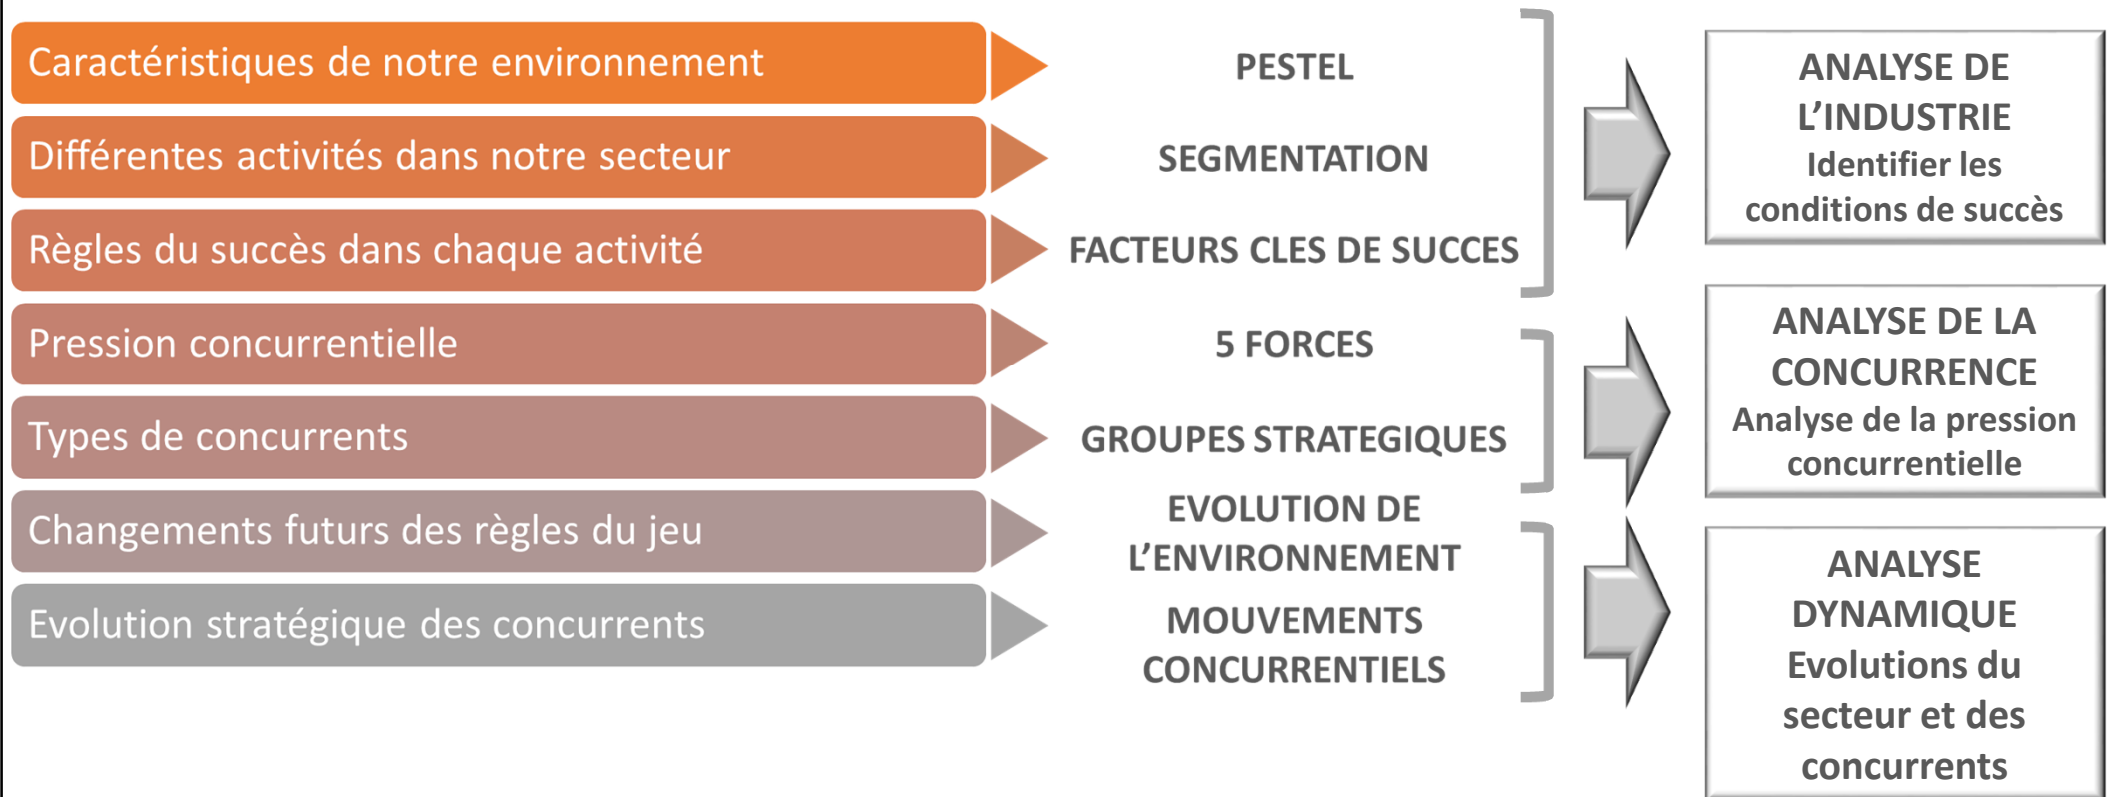 Caractéristiques de notre environnement
PESTEL
Différentes activités dans notre secteur
SEGMENTATION
Règles du succès dans chaque activité
FACTEURS CLES DE SUCCES
ANALYSE DE
L’INDUSTRIE
Identifier les
conditions de succès
Pression concurrentielle
5 FORCES
Types de concurrents
GROUPES STRATEGIQUES
ANALYSE DE LA
CONCURRENCE
Analyse de la pression
concurrentielle
Changements futurs des règles du jeu
EVOLUTION DE
L’ENVIRONNEMENT
Evolution stratégique des concurrents
MOUVEMENTS
CONCURRENTIELS
ANALYSE
DYNAMIQUE
Evolutions du
secteur et des
concurrents